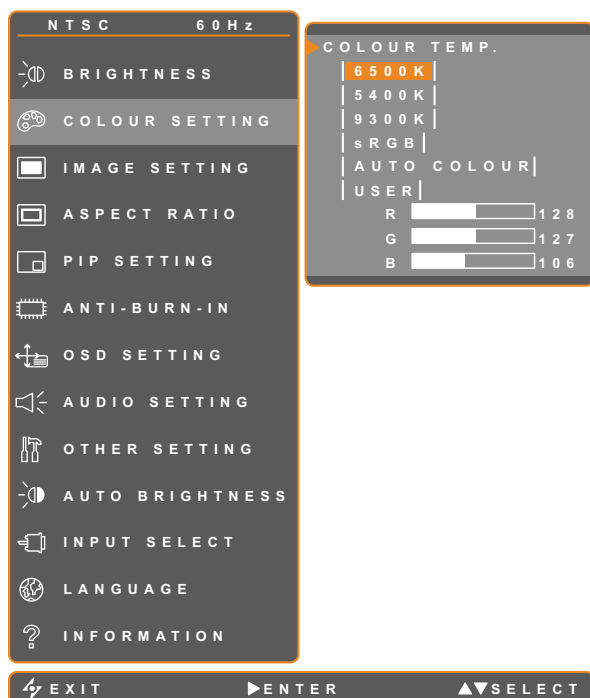 NTSC 60Hz
BRIGHTNESS
COLOUR SETTING
IMAGE SETTING
ASPECT RATIO
PIP SETTING
ANTI-BURN-IN
OSD SETTING
AUDIO SETTING
OTHER SETTING
AUTO BRIGHTNESS
INPUT SELECT
LANGUAGE
INFORMATION
COLOUR TEMP.
6500K
5400K
9300K
sRGB
AUTO COLOUR
USER
R 128
G 127
B 106
EXIT ENTER SELECT